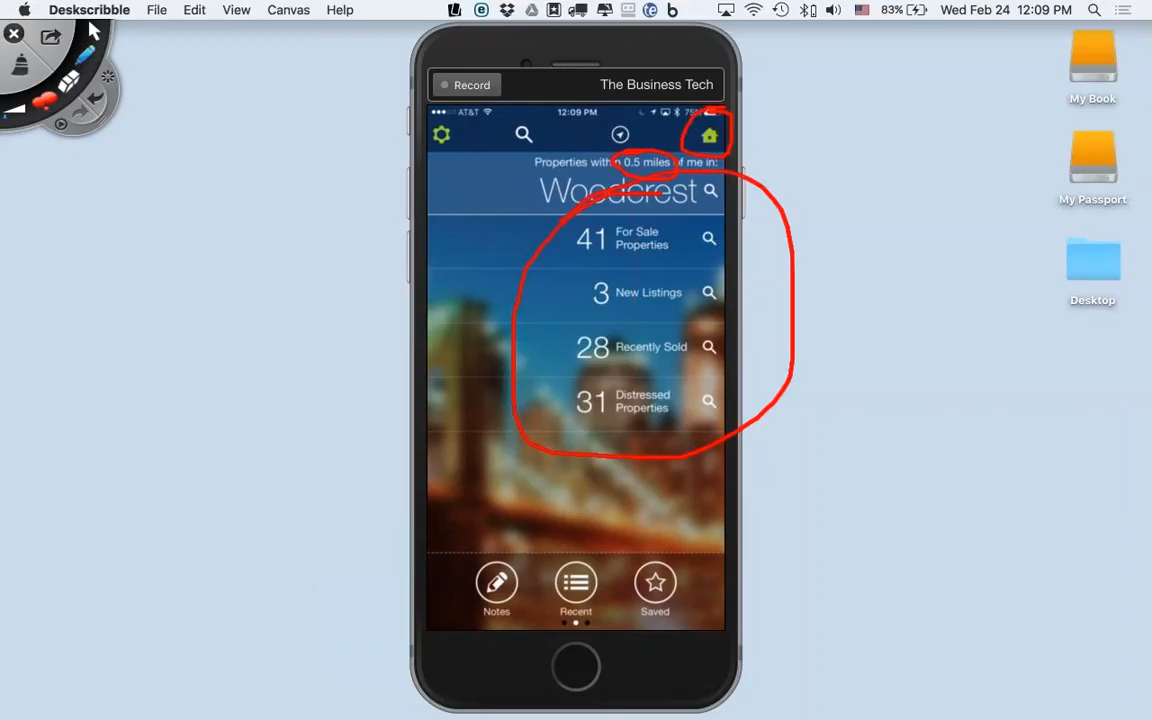 Deskscribble File Edit View Canvas Help 83% Wed Feb 24 12:09 PM
My Book
My Passport
Desktop
Record The Business Tech
AT&T 12:09 PM 75%
Properties within 0.5 miles of me in:
Woodcrest
41 For Sale
Properties
3 New Listings
28 Recently Sold
31 Distressed
Properties
Notes Recent Saved